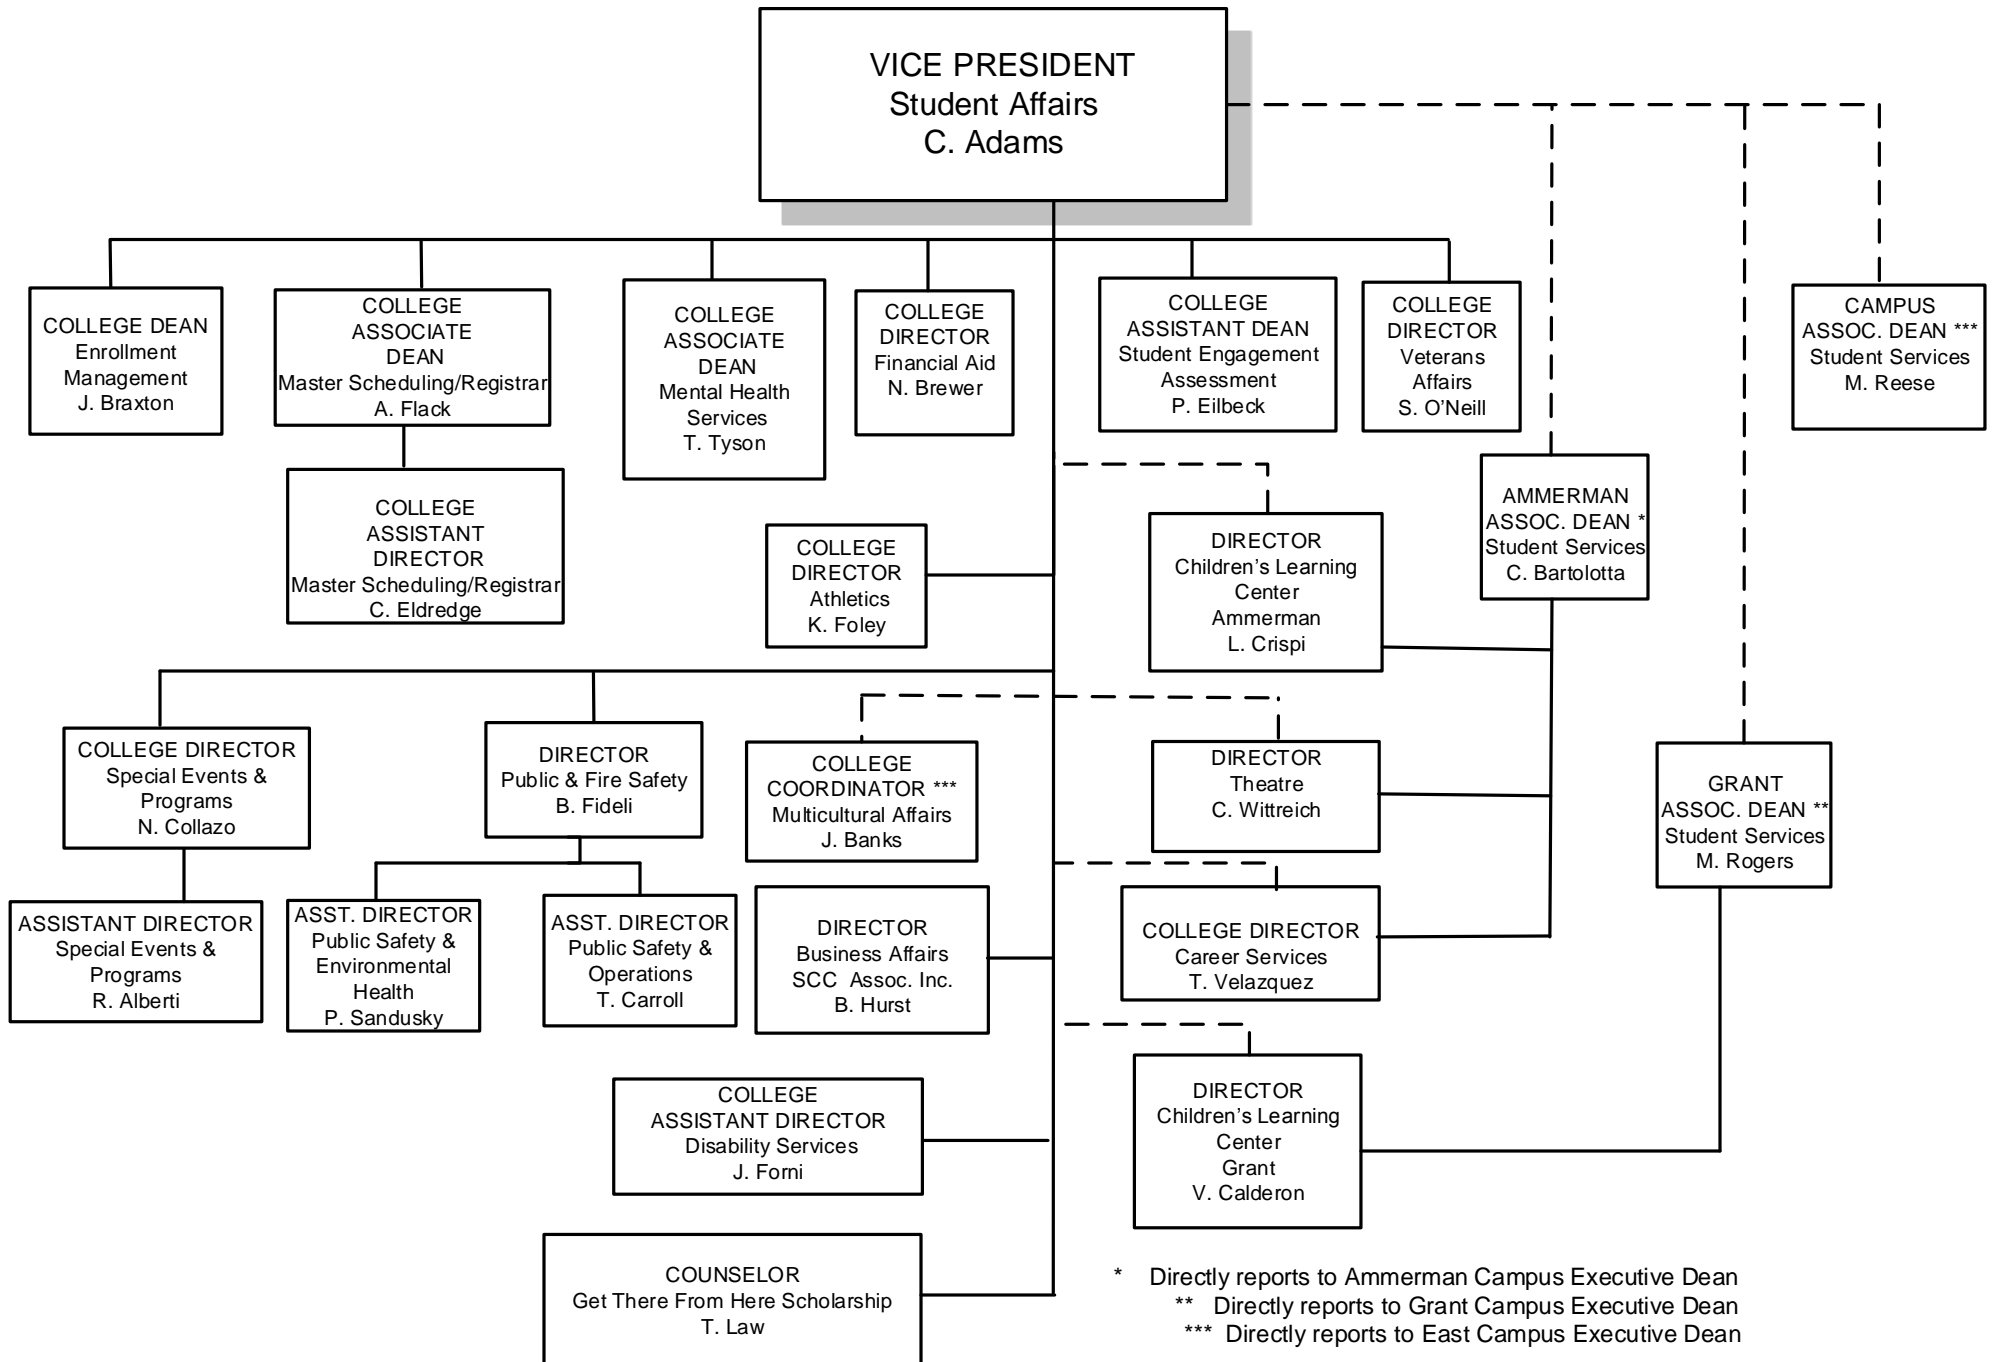 VICE PRESIDENT
Student Affairs
C. Adams
COLLEGE DEAN
Enrollment
Management
J. Braxton
COLLEGE
ASSOCIATE
DEAN
Master Scheduling/Registrar
A. Flack
COLLEGE
ASSOCIATE
DEAN
Mental Health
Services
T. Tyson
COLLEGE
DIRECTOR
Financial Aid
N. Brewer
COLLEGE
ASSISTANT DEAN
Student Engagement
Assessment
P. Eilbeck
COLLEGE
DIRECTOR
Veterans
Affairs
S. O'Neill
CAMPUS
ASSOC. DEAN ***
Student Services
M. Reese
COLLEGE
ASSISTANT
DIRECTOR
Master Scheduling/Registrar
C. Eldredge
COLLEGE
DIRECTOR
Athletics
K. Foley
DIRECTOR
Children's Learning
Center
Ammerman
L. Crispi
AMMERMAN
ASSOC. DEAN *
Student Services
C. Bartolotta
COLLEGE DIRECTOR
Special Events &
Programs
N. Collazo
DIRECTOR
Public & Fire Safety
B. Fideli
COLLEGE
COORDINATOR ***
Multicultural Affairs
J. Banks
DIRECTOR
Theatre
C. Wittreich
GRANT
ASSOC. DEAN **
Student Services
M. Rogers
ASSISTANT DIRECTOR
Special Events &
Programs
R. Alberti
ASST. DIRECTOR
Public Safety &
Environmental
Health
P. Sandusky
ASST. DIRECTOR
Public Safety &
Operations
T. Carroll
DIRECTOR
Business Affairs
SCC Assoc. Inc.
B. Hurst
COLLEGE DIRECTOR
Career Services
T. Velazquez
COLLEGE
ASSISTANT DIRECTOR
Disability Services
J. Forni
DIRECTOR
Children's Learning
Center
Grant
V. Calderon
COUNSELOR
Get There From Here Scholarship
T. Law
* Directly reports to Ammerman Campus Executive Dean
** Directly reports to Grant Campus Executive Dean
*** Directly reports to East Campus Executive Dean